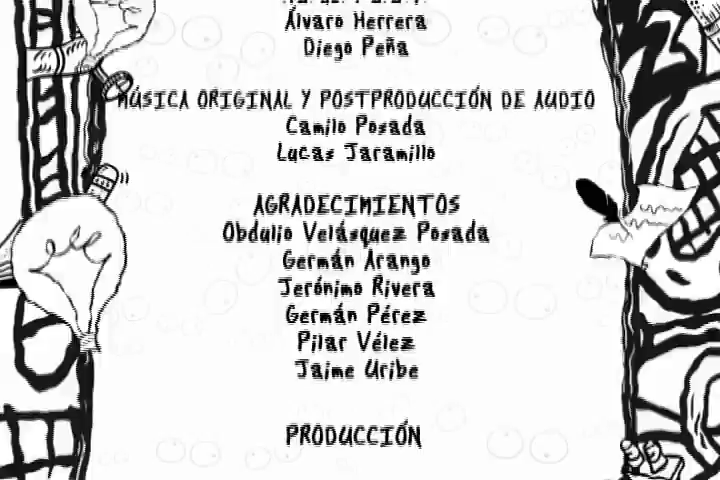 Álvaro Herrera
Diego Peña
MÚSICA ORIGINAL Y POSTPRODUCCIÓN DE AUDIO
Camilo Posada
Lucas Jaramillo
AGRADECIMIENTOS
Obdulio Velásquez Posada
Germán Arango
Jerónimo Rivera
Germán Pérez
Pilar Vélez
Jaime Uribe
PRODUCCIÓN